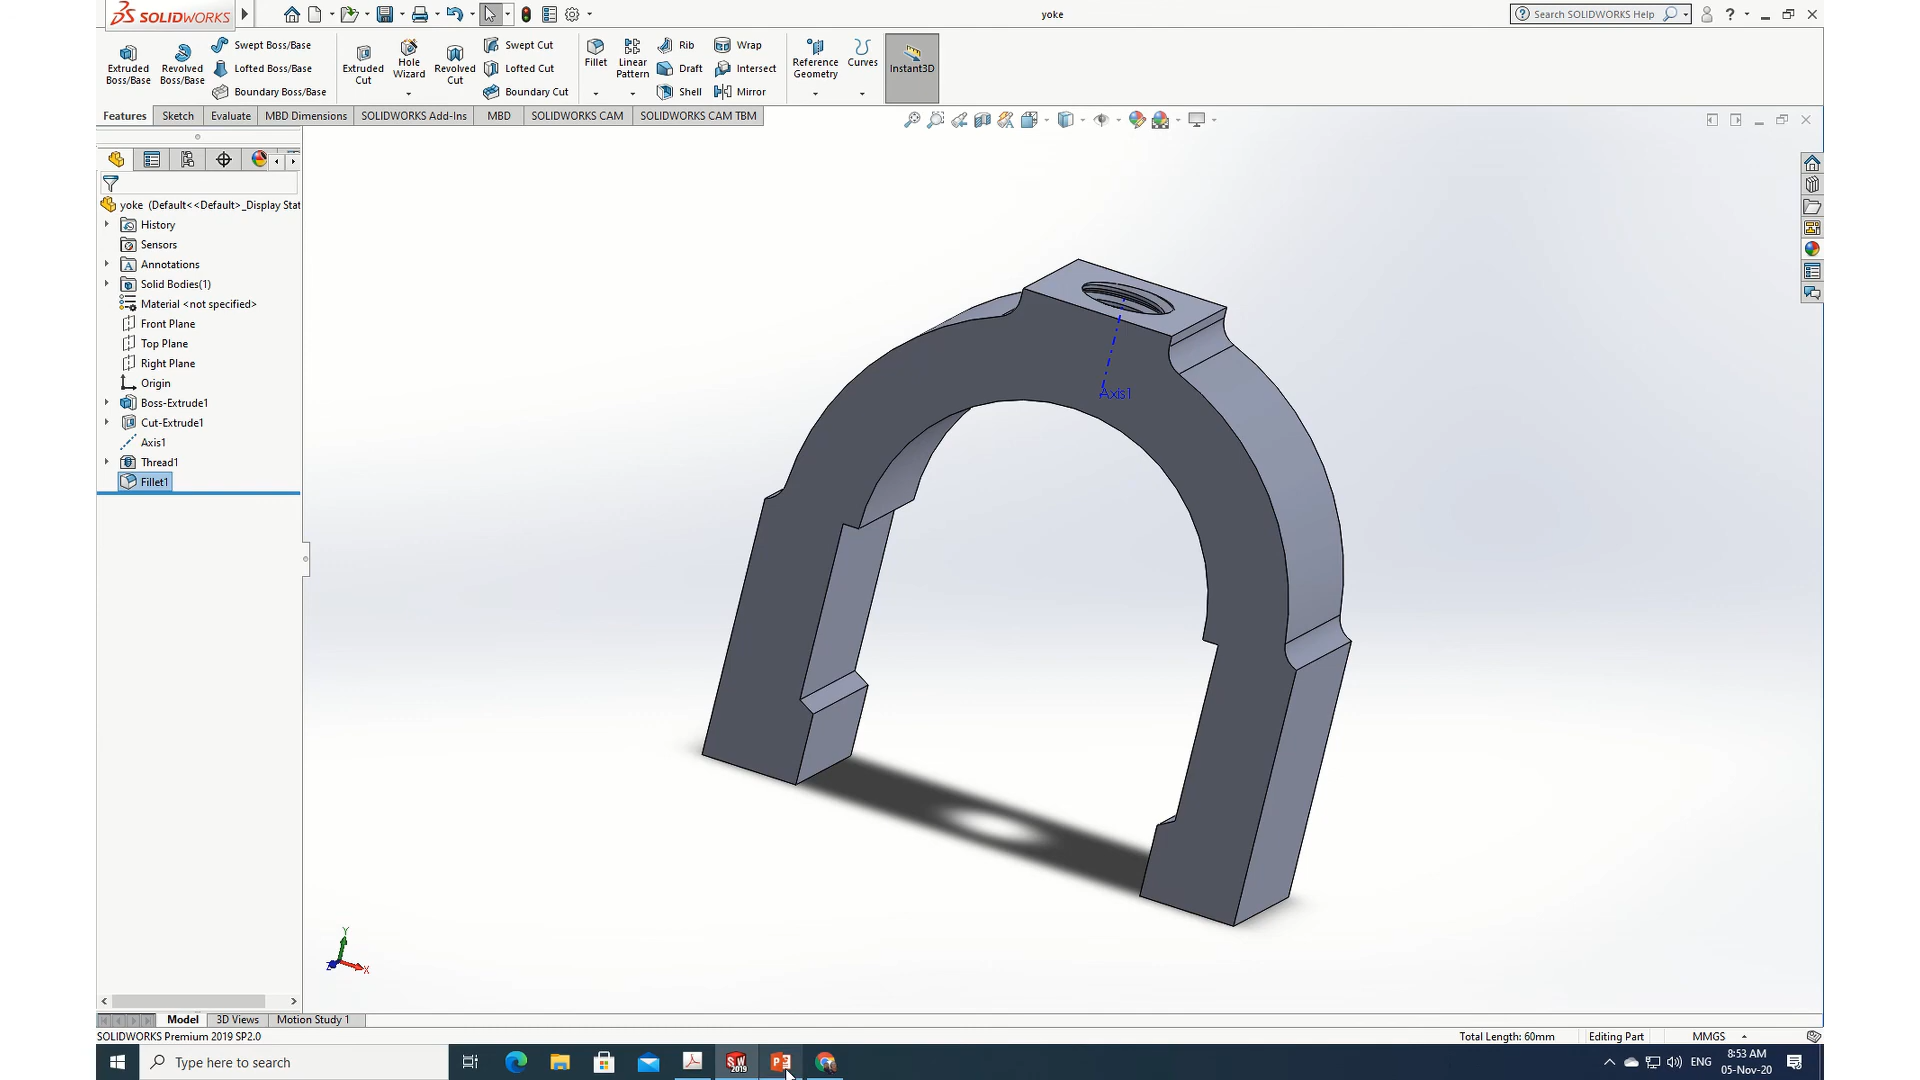 SOLIDWORKS
yoke
Search SOLIDWORKS Help
Extruded Boss/Base
Revolved Boss/Base
Swept Boss/Base
Lofted Boss/Base
Boundary Boss/Base
Extruded Cut
Hole Wizard
Revolved Cut
Swept Cut
Lofted Cut
Boundary Cut
Fillet
Linear Pattern
Rib
Draft
Shell
Wrap
Intersect
Mirror
Reference Geometry
Curves
Instant3D
Features
Sketch
Evaluate
MBD Dimensions
SOLIDWORKS Add-Ins
MBD
SOLIDWORKS CAM
SOLIDWORKS CAM TBM
yoke (Default<<Default>_Display Stat
History
Sensors
Annotations
Solid Bodies(1)
Material <not specified>
Front Plane
Top Plane
Right Plane
Origin
Boss-Extrude1
Cut-Extrude1
Axis1
Thread1
Fillet1
Axis1
Y
X
Z
Model
3D Views
Motion Study 1
SOLIDWORKS Premium 2019 SP2.0
Total Length: 60mm
Editing Part
MMGS
Type here to search
SW 2019
ENG
8:53 AM
05-Nov-20